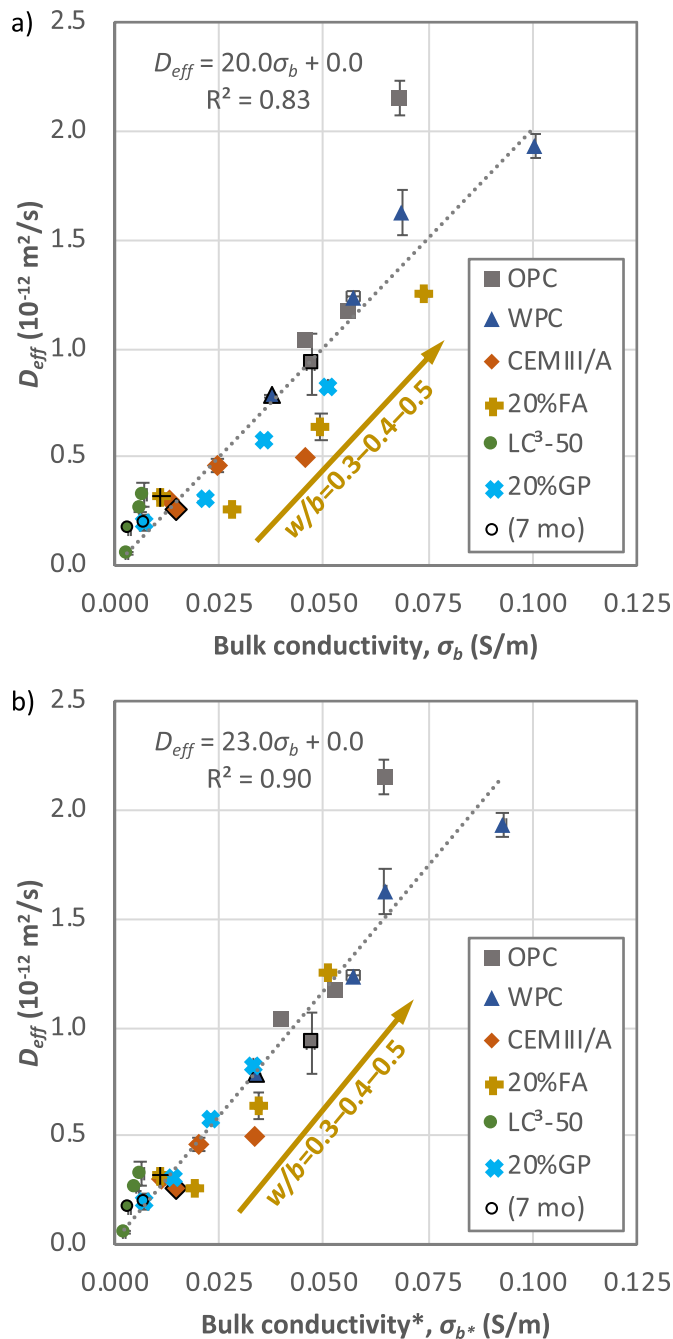 a)
2.5
D_eff = 20.0σ_b + 0.0
R² = 0.83
2.0
1.5
1.0
0.5
0.0
D_eff (10⁻¹² m²/s)
OPC
WPC
CEMIII/A
20%FA
LC³-50
20%GP
(7 mo)
w/b=0.3–0.4–0.5
0.000 0.025 0.050 0.075 0.100 0.125
Bulk conductivity, σ_b (S/m)
b)
2.5
D_eff = 23.0σ_b + 0.0
R² = 0.90
2.0
1.5
1.0
0.5
0.0
D_eff (10⁻¹² m²/s)
OPC
WPC
CEMIII/A
20%FA
LC³-50
20%GP
(7 mo)
w/b=0.3–0.4–0.5
0.000 0.025 0.050 0.075 0.100 0.125
Bulk conductivity*, σ_b* (S/m)